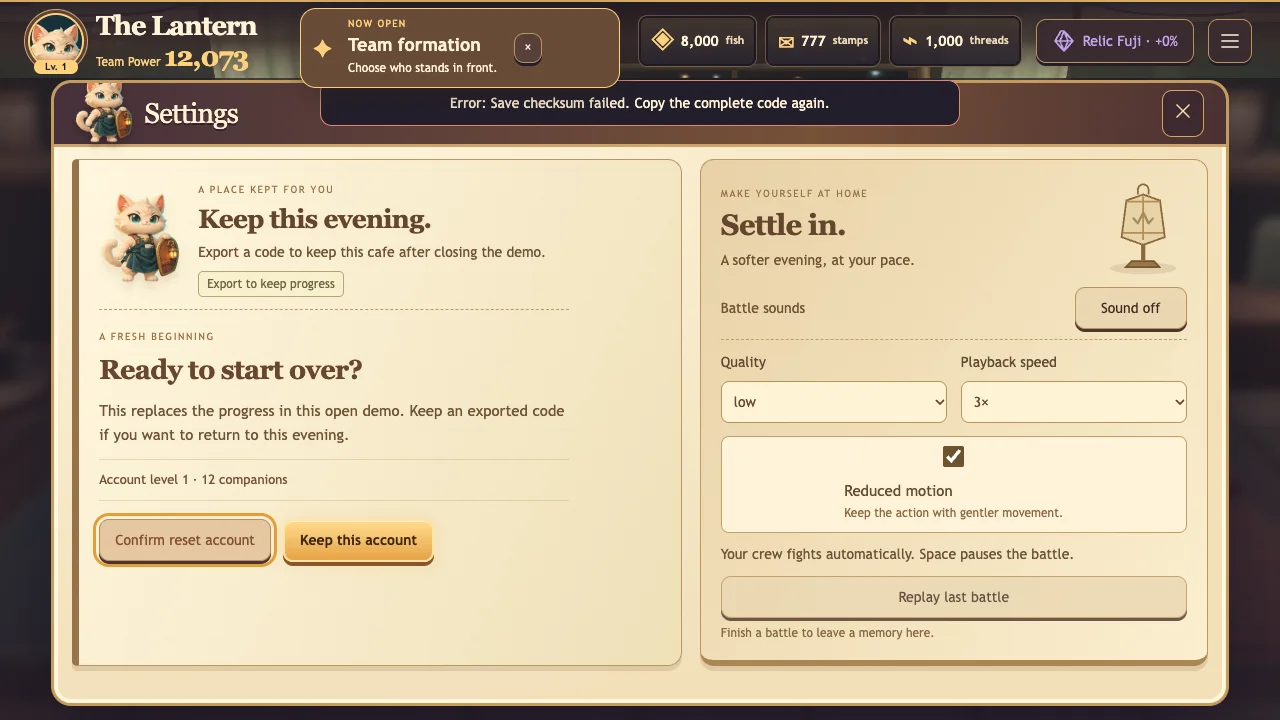 The Lantern
Lv. 1
Team Power 12,073
NOW OPEN
Team formation
Choose who stands in front.
×
8,000 fish
777 stamps
1,000 threads
Relic Fuji · +0%
Settings
Error: Save checksum failed. Copy the complete code again.
A PLACE KEPT FOR YOU
Keep this evening.
Export a code to keep this cafe after closing the demo.
Export to keep progress
A FRESH BEGINNING
Ready to start over?
This replaces the progress in this open demo. Keep an exported code
if you want to return to this evening.
Account level 1 · 12 companions
Confirm reset account
Keep this account
MAKE YOURSELF AT HOME
Settle in.
A softer evening, at your pace.
Battle sounds
Sound off
Quality
Playback speed
low
3×
Reduced motion
Keep the action with gentler movement.
Your crew fights automatically. Space pauses the battle.
Replay last battle
Finish a battle to leave a memory here.